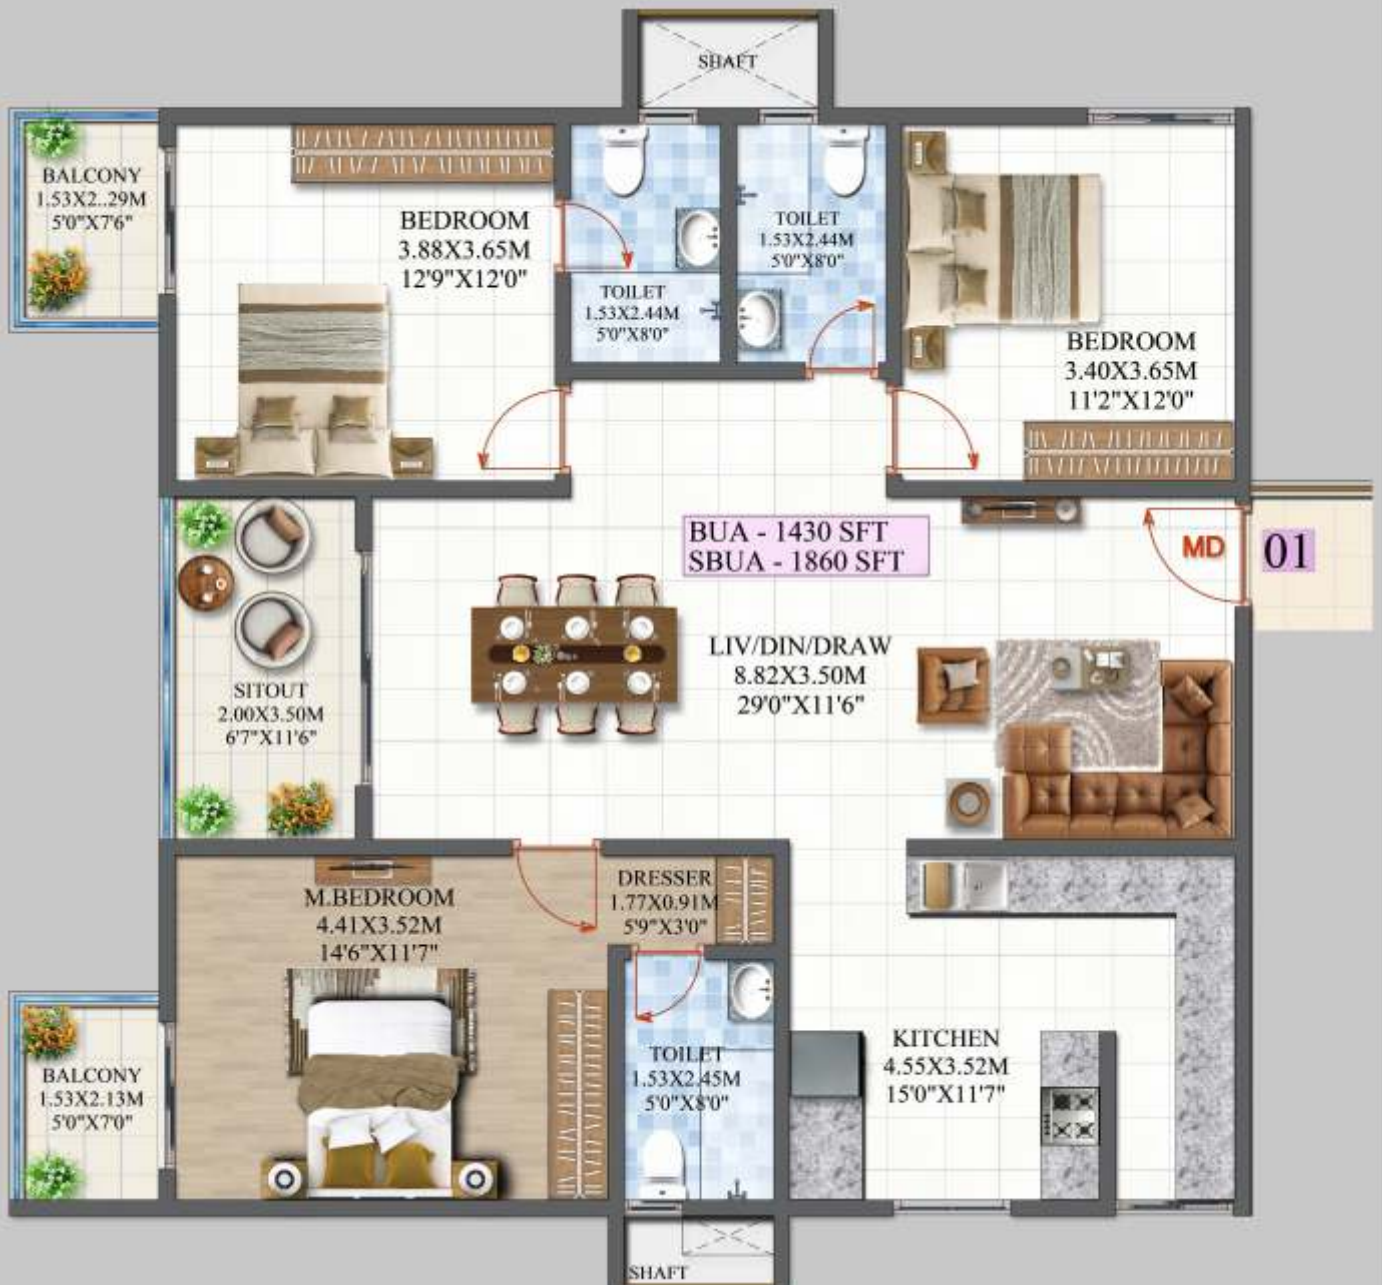 SHAFT
BALCONY
1.53X2..29M
5'0"X7'6"
BEDROOM
3.88X3.65M
12'9"X12'0"
TOILET
1.53X2.44M
5'0"X8'0"
TOILET
1.53X2.44M
5'0"X8'0"
BEDROOM
3.40X3.65M
11'2"X12'0"
BUA - 1430 SFT
SBUA - 1860 SFT
MD
01
LIV/DIN/DRAW
8.82X3.50M
29'0"X11'6"
SITOUT
2.00X3.50M
6'7"X11'6"
M.BEDROOM
4.41X3.52M
14'6"X11'7"
DRESSER
1.77X0.91M
5'9"X3'0"
BALCONY
1.53X2.13M
5'0"X7'0"
TOILET
1.53X2.45M
5'0"X8'0"
KITCHEN
4.55X3.52M
15'0"X11'7"
SHAFT